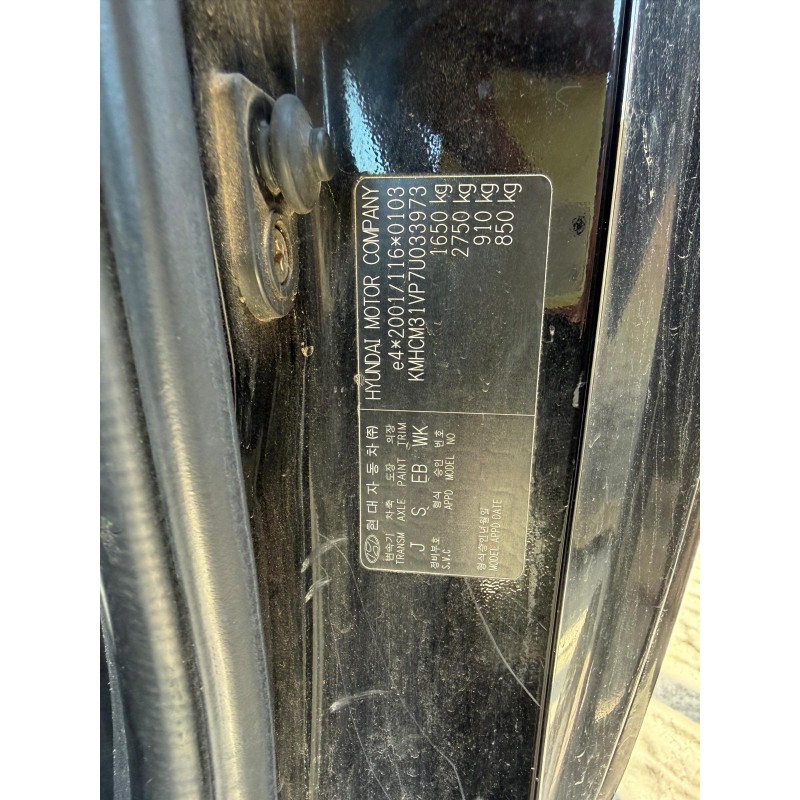 현대자동차㈜
변속기 차축 도장 의장
TRANSM AXLE PAINT TRIM
J S EB WK
정비부호 형식 승인 번호
S.V.C APPD MODEL NO
형식승인년월일
MODEL APPD DATE
HYUNDAI MOTOR COMPANY
e4*2001/116*0103
KMHCM31VP7U033973
1650 kg
2750 kg
910 kg
850 kg